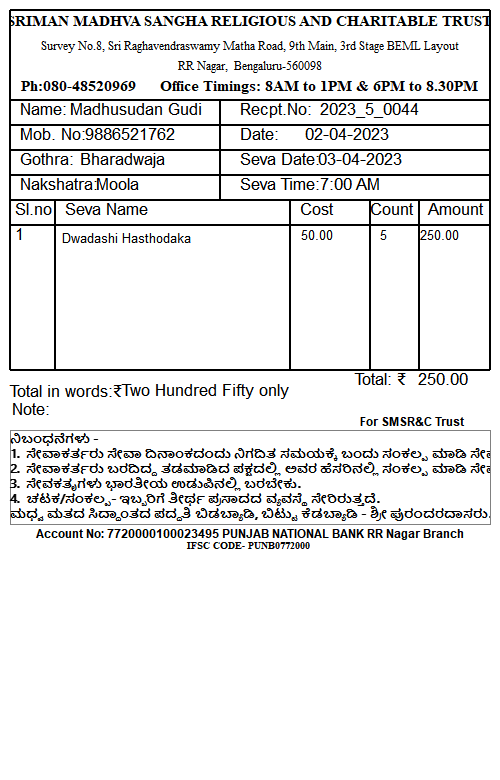 SRIMAN MADHVA SANGHA RELIGIOUS AND CHARITABLE TRUST
Survey No.8, Sri Raghavendraswamy Matha Road, 9th Main, 3rd Stage BEML Layout
RR Nagar, Bengaluru-560098
Ph:080-48520969 Office Timings: 8AM to 1PM & 6PM to 8.30PM
Name: Madhusudan Gudi Recpt.No: 2023_5_0044
Mob. No:9886521762 Date: 02-04-2023
Gothra: Bharadwaja Seva Date:03-04-2023
Nakshatra:Moola Seva Time:7:00 AM
Sl.no Seva Name Cost Count Amount
1 Dwadashi Hasthodaka 50.00 5 250.00
Total: ₹ 250.00
Total in words:₹Two Hundred Fifty only
Note:
For SMSR&C Trust
ನಿಬಂಧನೆಗಳು -
1. ಸೇವಾಕರ್ತರು ಸೇವಾ ದಿನಾಂಕದಂದು ನಿಗದಿತ ಸಮಯಕ್ಕೆ ಬಂದು ಸಂಕಲ್ಪ ಮಾಡಿ ಸೇವ
2. ಸೇವಾಕರ್ತರು ಬರದಿದ್ದ ತಡಮಾಡಿದ ಪಕ್ಷದಲ್ಲಿ ಅವರ ಹೆಸರಿನಲ್ಲಿ ಸಂಕಲ್ಪ ಮಾಡಿ ಸೇವ
3. ಸೇವಕತೃಗಳು ಭಾರತೀಯ ಉಡುಪಿನಲ್ಲಿ ಬರಬೇಕು.
4. ಚಟಕ/ಸಂಕಲ್ಪ- ಇಬ್ಬರಿಗೆ ತೀರ್ಥ ಪ್ರಸಾದದ ವ್ಯವಸ್ಥೆ ಸೇರಿರುತ್ತದೆ.
ಮಧ್ವ ಮತದ ಸಿದ್ಧಾಂತದ ಪದ್ಧತಿ ಬಿಡಬ್ಯಾಡಿ, ಬಿಟ್ಟು ಕೆಡಬ್ಯಾಡಿ - ಶ್ರೀ ಪುರಂದರದಾಸರು.
Account No: 7720000100023495 PUNJAB NATIONAL BANK RR Nagar Branch
IFSC CODE- PUNB0772000